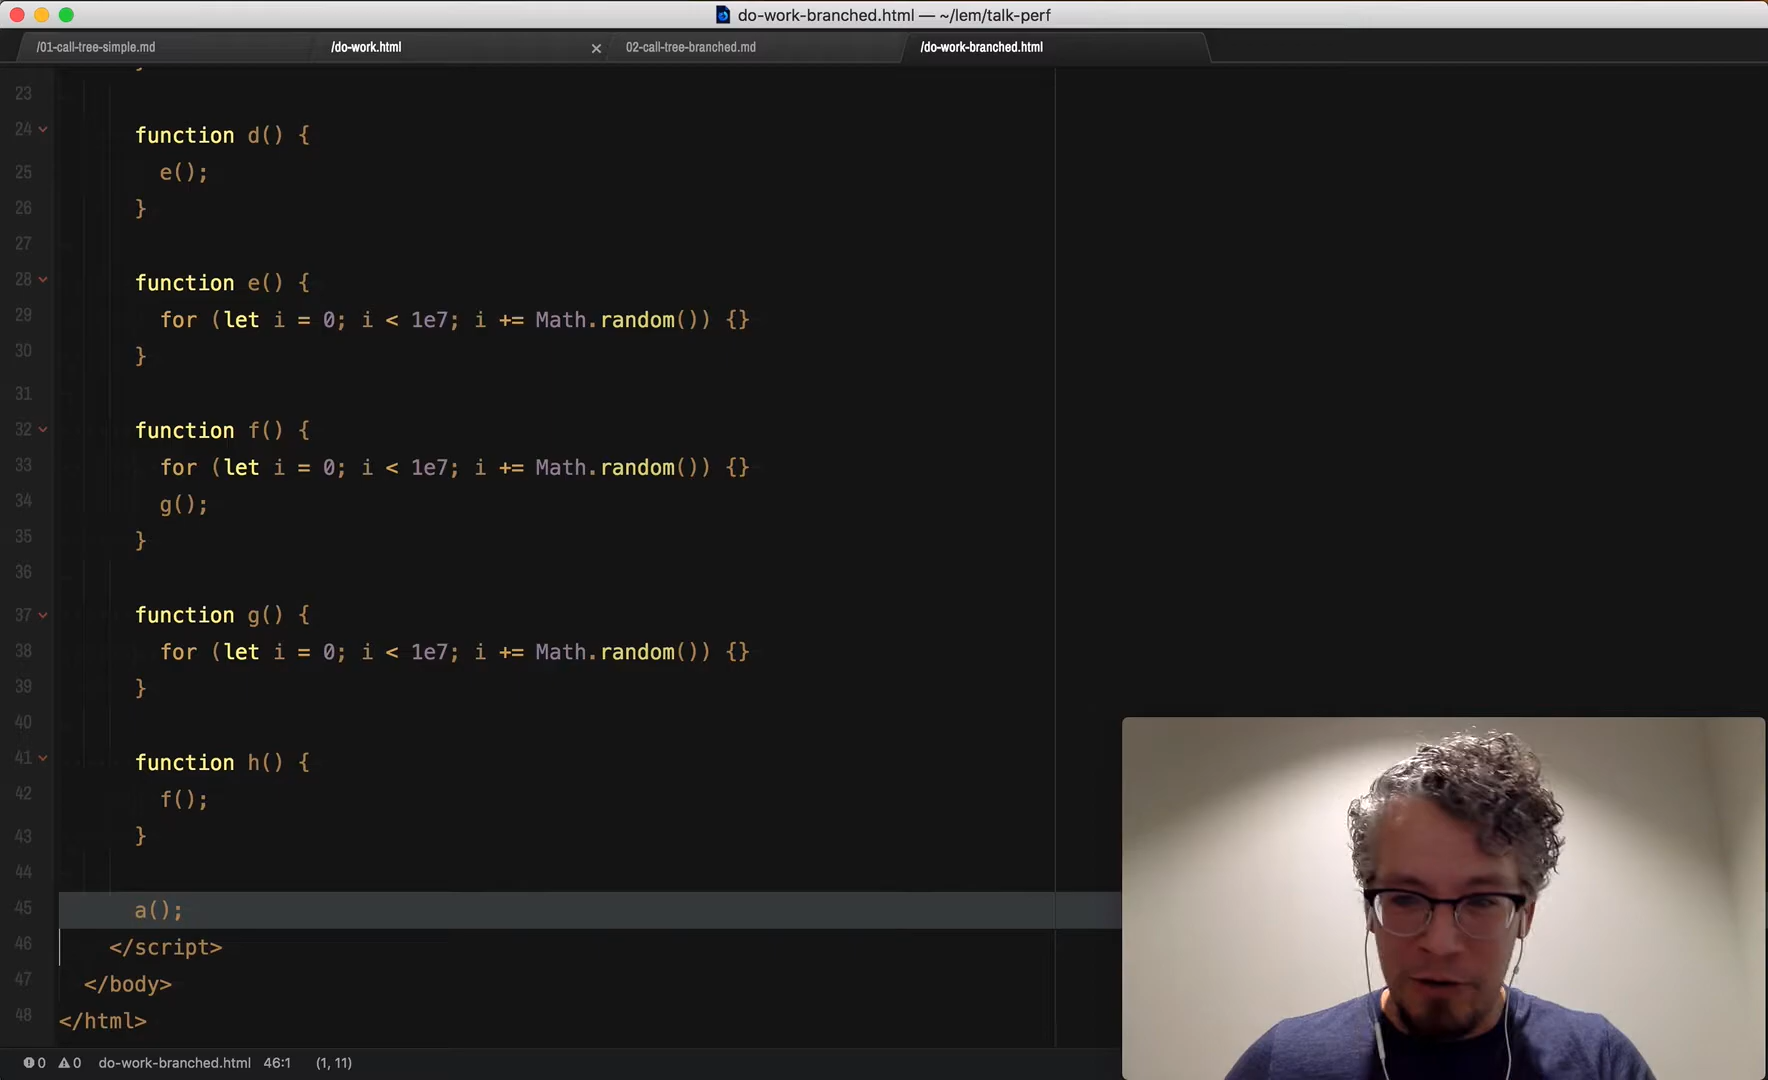 do-work-branched.html — ~/lem/talk-perf
/01-call-tree-simple.md
/do-work.html
02-call-tree-branched.md
/do-work-branched.html
23
24 function d() {
25 e();
26 }
27
28 function e() {
29 for (let i = 0; i < 1e7; i += Math.random()) {}
30 }
31
32 function f() {
33 for (let i = 0; i < 1e7; i += Math.random()) {}
34 g();
35 }
36
37 function g() {
38 for (let i = 0; i < 1e7; i += Math.random()) {}
39 }
40
41 function h() {
42 f();
43 }
44
45 a();
46 </script>
47 </body>
48 </html>
0 0 do-work-branched.html 46:1 (1, 11)